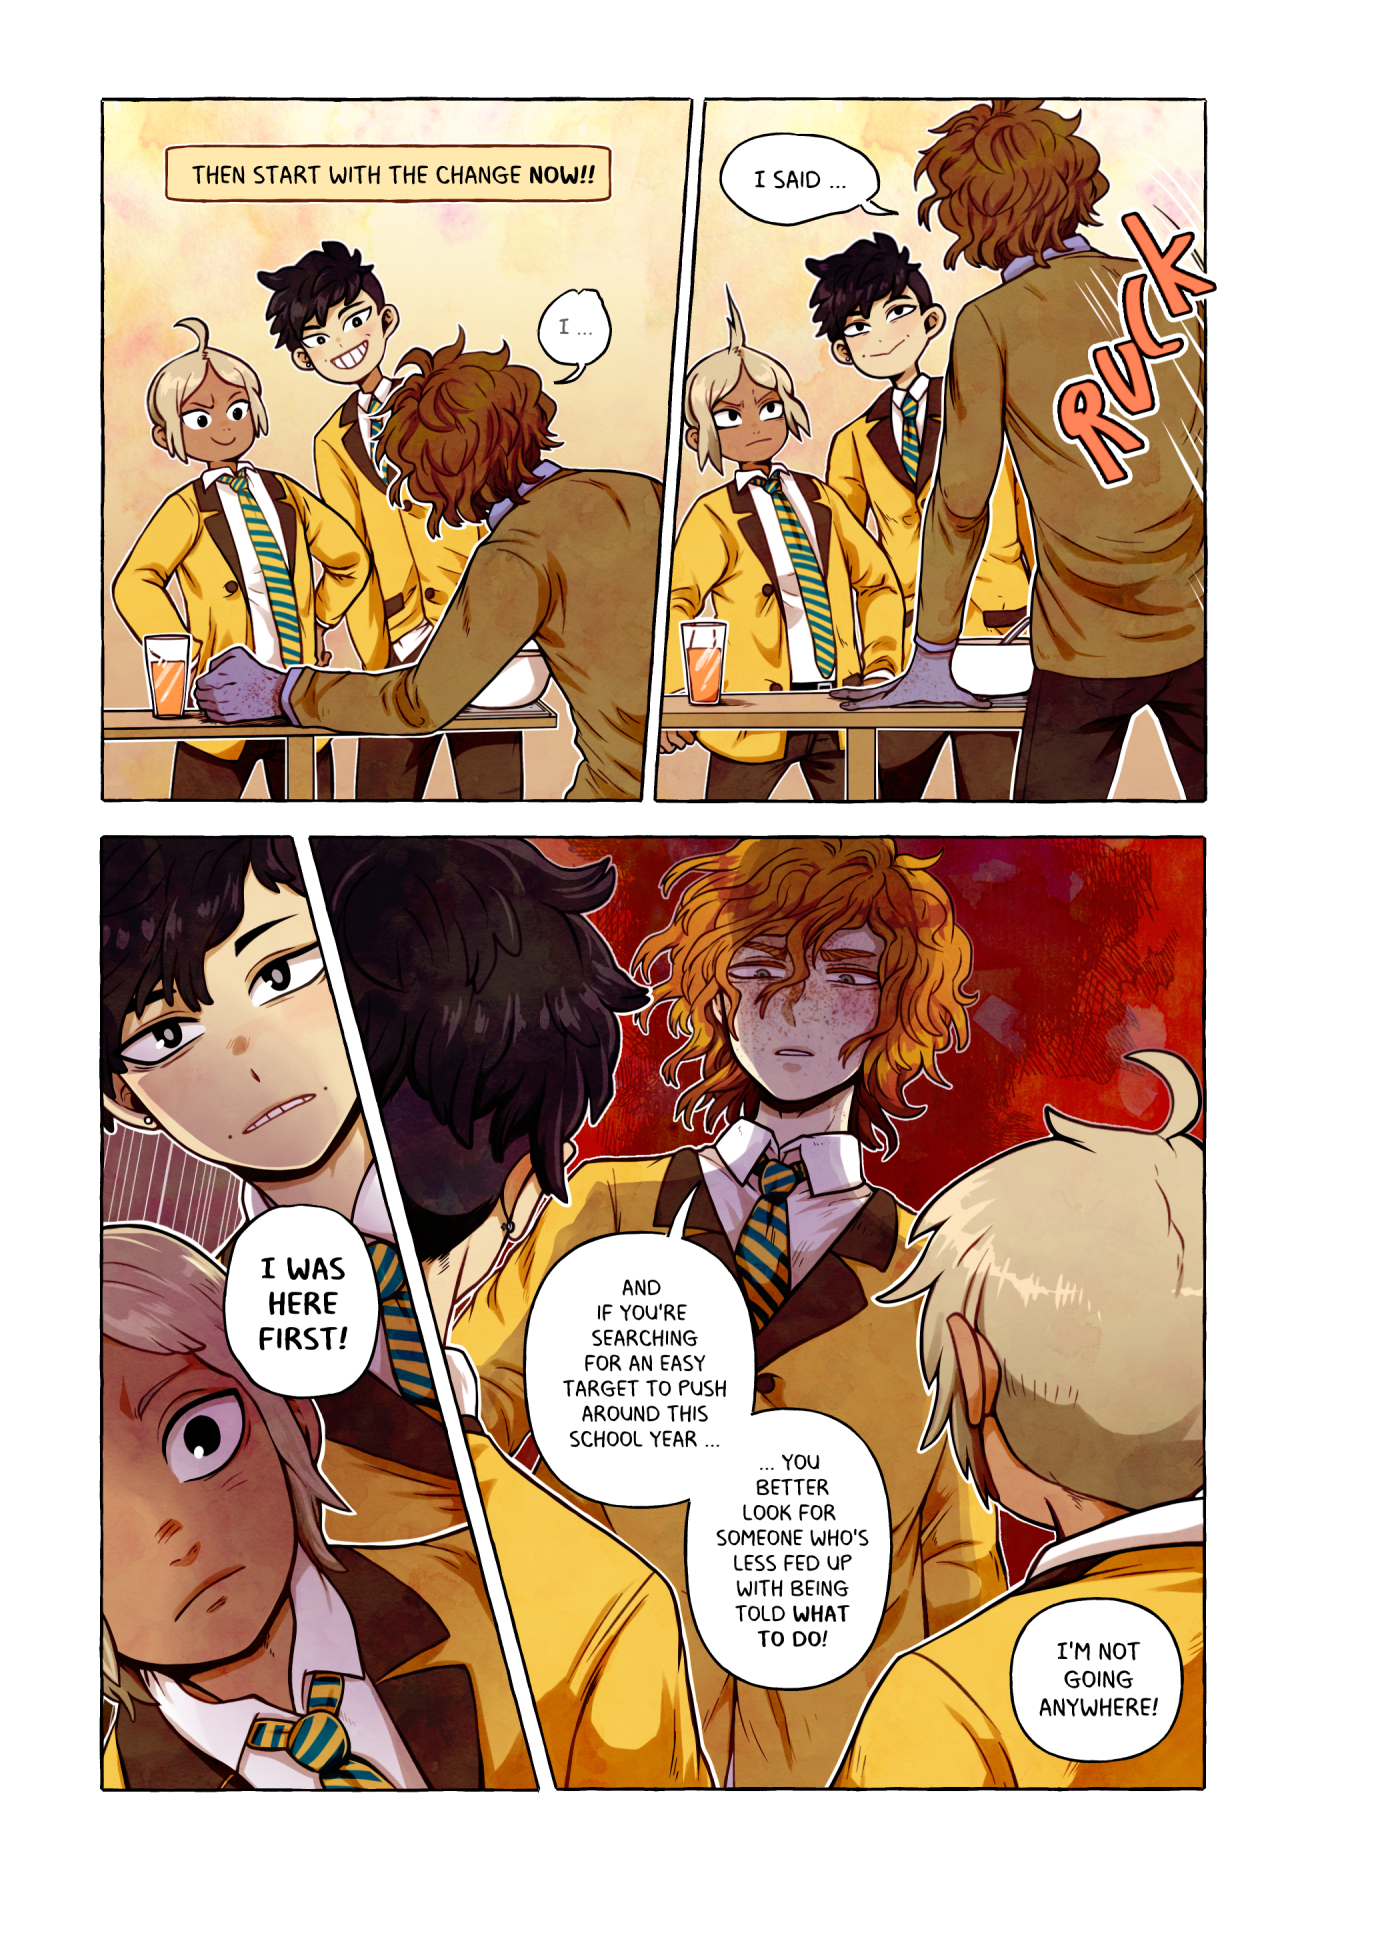 THEN START WITH THE CHANGE NOW!!
I ...
I SAID ...
RUCK
I WAS
HERE
FIRST!
AND
IF YOU'RE
SEARCHING
FOR AN EASY
TARGET TO PUSH
AROUND THIS
SCHOOL YEAR ...
... YOU
BETTER
LOOK FOR
SOMEONE WHO'S
LESS FED UP
WITH BEING
TOLD WHAT
TO DO!
I'M NOT
GOING
ANYWHERE!